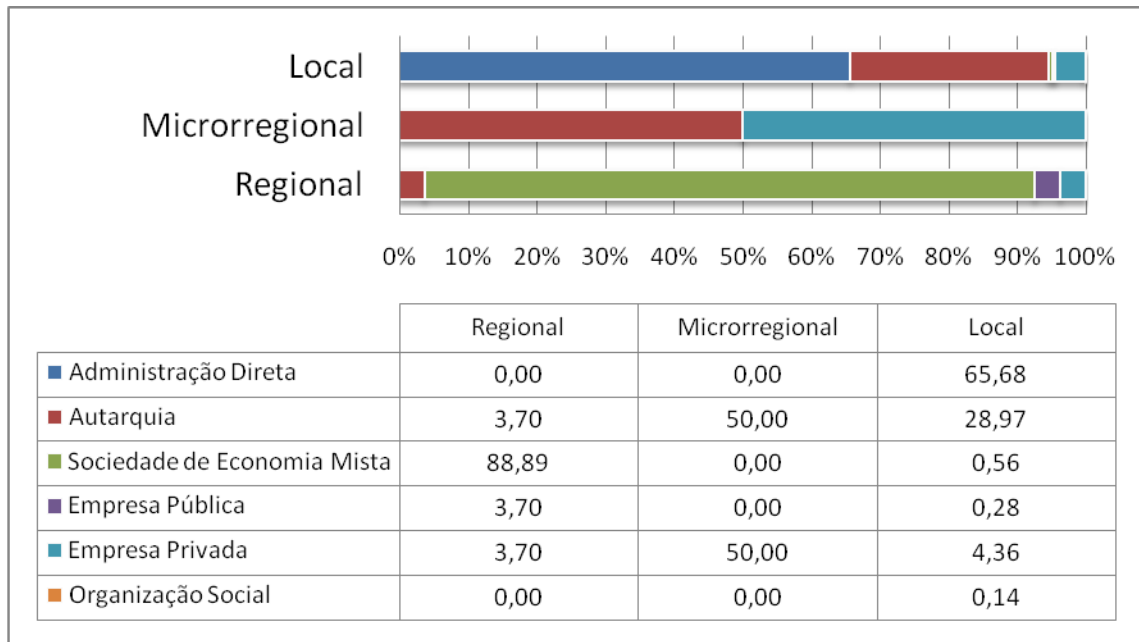 Local
Microrregional
Regional
0% 10% 20% 30% 40% 50% 60% 70% 80% 90% 100%
Regional Microrregional Local
Administração Direta 0,00 0,00 65,68
Autarquia 3,70 50,00 28,97
Sociedade de Economia Mista 88,89 0,00 0,56
Empresa Pública 3,70 0,00 0,28
Empresa Privada 3,70 50,00 4,36
Organização Social 0,00 0,00 0,14